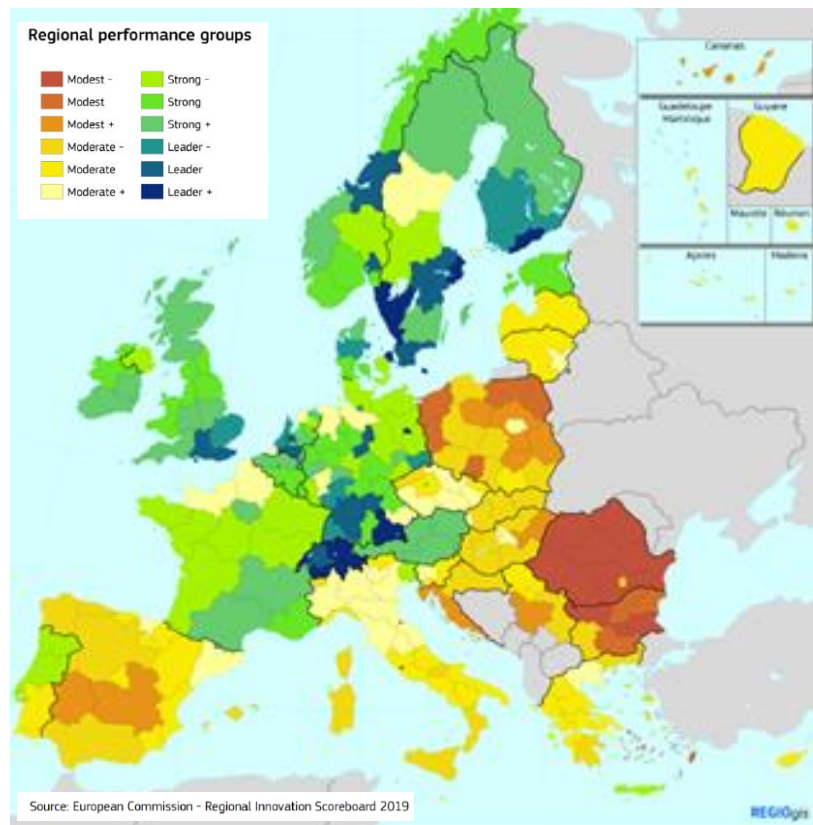 Regional performance groups
Modest -
Strong -
Modest
Strong
Modest +
Strong +
Moderate -
Leader -
Moderate
Leader
Moderate +
Leader +
Canarias
Guadeloupe
Martinique
Guyane
Mayotte
Réunion
Açores
Madeira
Source: European Commission - Regional Innovation Scoreboard 2019
REGIOgis